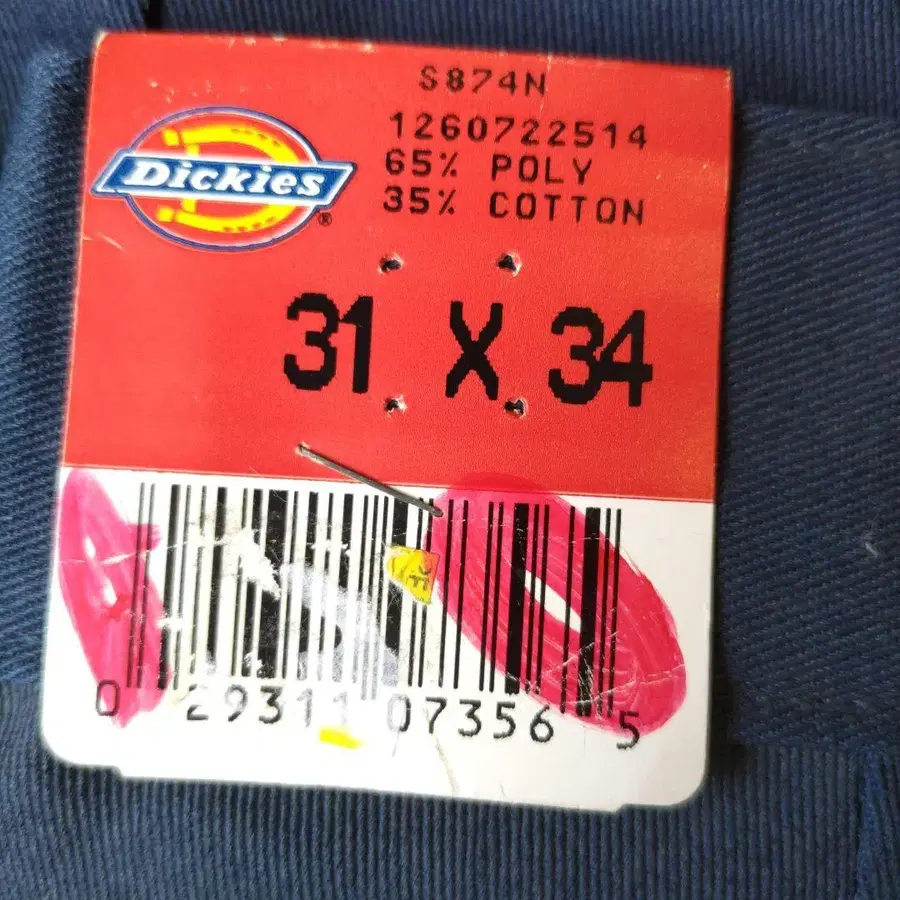 S874N
1260722514
65% POLY
35% COTTON
Dickies®
31 X 34
0 29311 07356 5